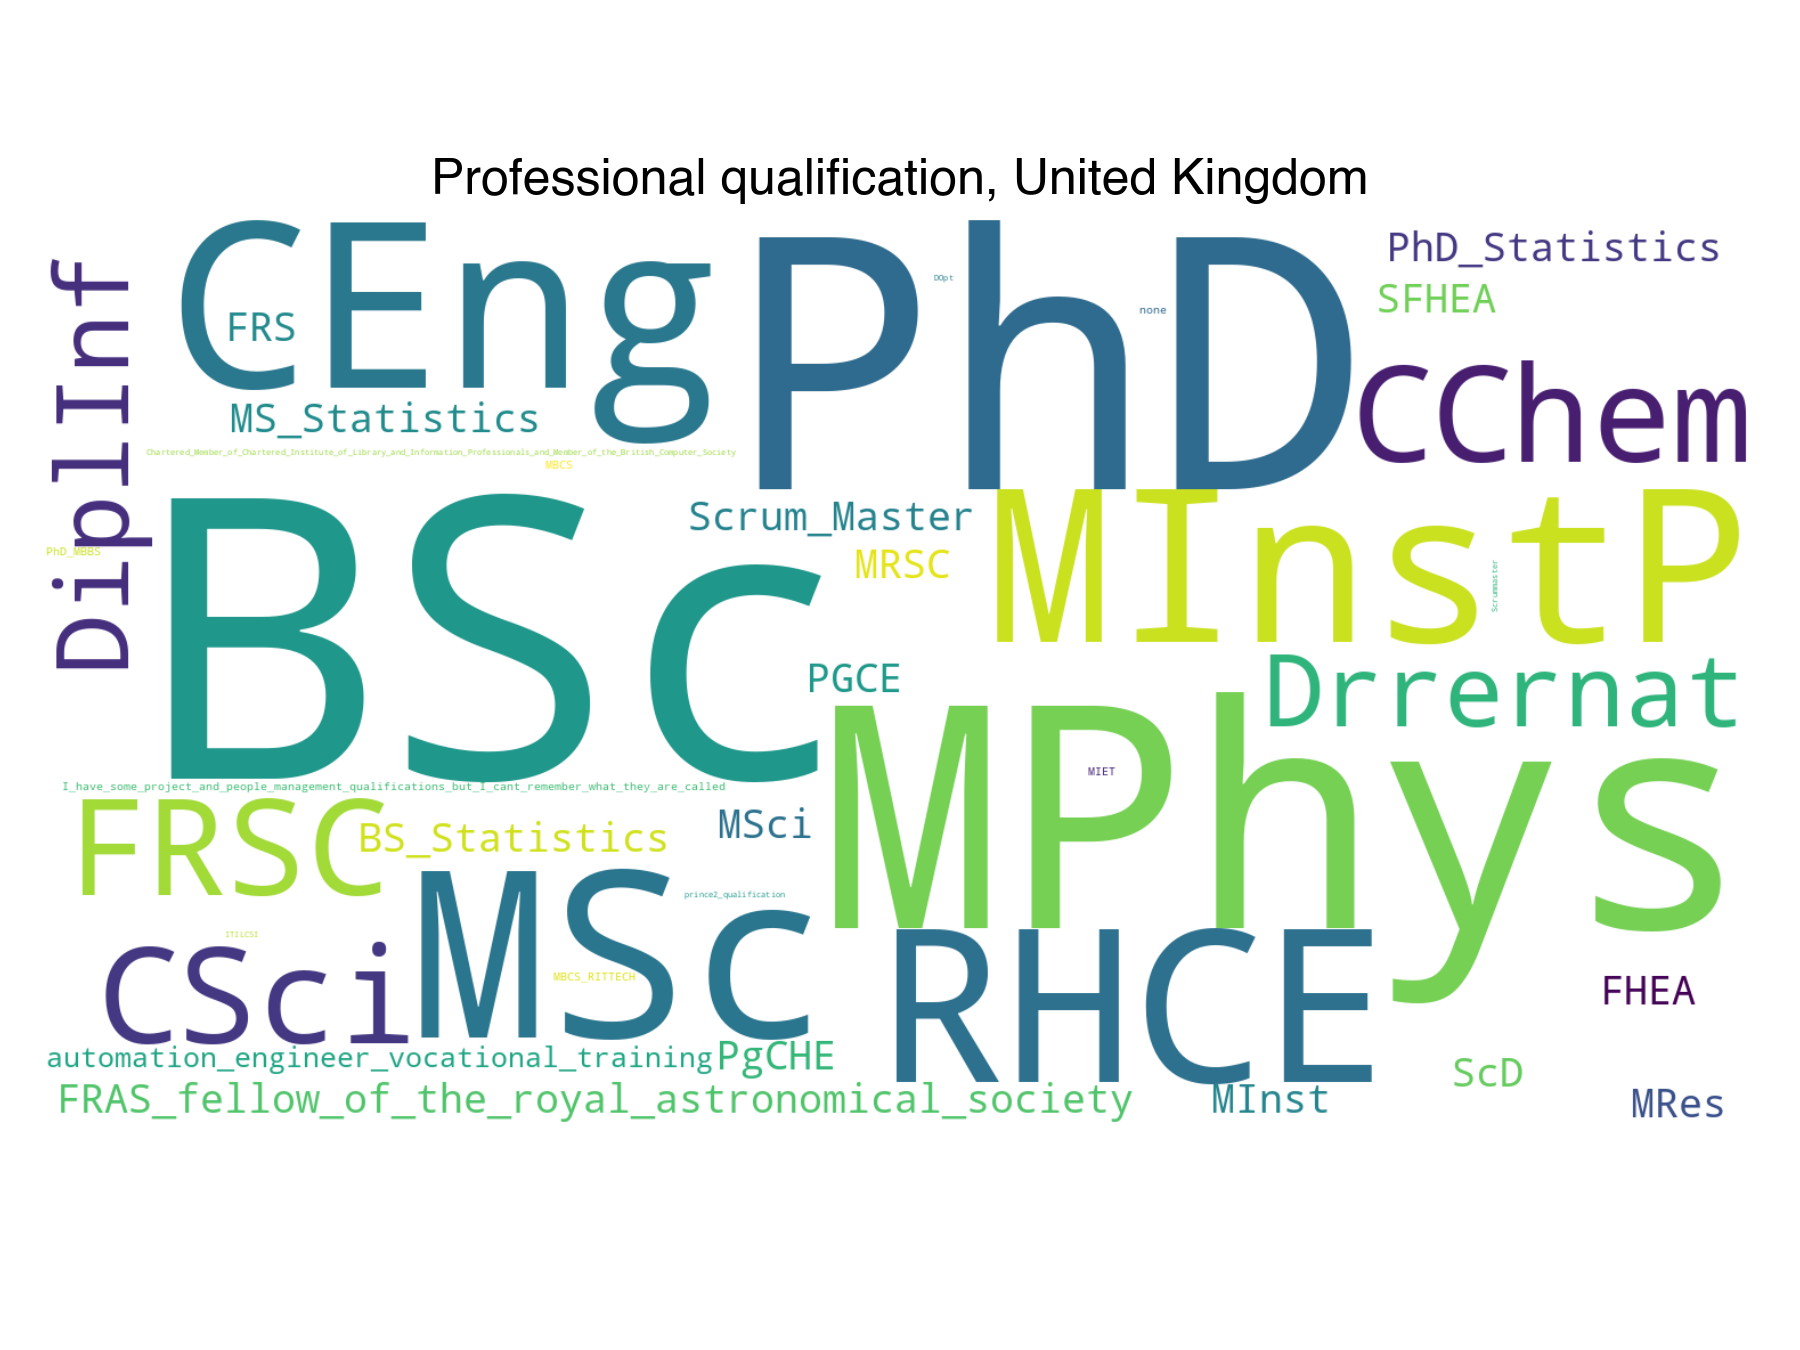 Professional qualification, United Kingdom
CEng
PhD
DOpt
none
PhD_Statistics
SFHEA
FRS
DiplInf
MS_Statistics
CChem
Chartered_Member_of_Chartered_Institute_of_Library_and_Information_Professionals_and_Member_of_the_British_Computer_Society
MBCS
BSc
Scrum_Master
MInstP
MRSC
PhD_MBBS
Scrummaster
PGCE
Drrernat
MPhys
MIET
I_have_some_project_and_people_management_qualifications_but_I_cant_remember_what_they_are_called
FRSC
BS_Statistics
MSci
MSc
prince2_qualification
ITILCSI
CSci
MBCS_RITTECH
RHCE
FHEA
automation_engineer_vocational_training
PgCHE
ScD
FRAS_fellow_of_the_royal_astronomical_society
MInst
MRes